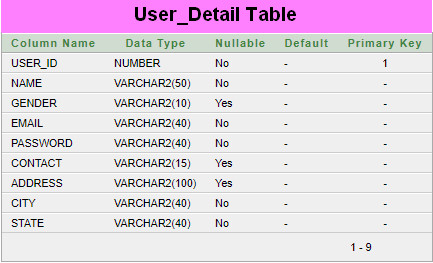 User_Detail Table
Column Name Data Type Nullable Default Primary Key
USER_ID NUMBER No - 1
NAME VARCHAR2(50) No - -
GENDER VARCHAR2(10) Yes - -
EMAIL VARCHAR2(40) No - -
PASSWORD VARCHAR2(40) No - -
CONTACT VARCHAR2(15) Yes - -
ADDRESS VARCHAR2(100) Yes - -
CITY VARCHAR2(40) No - -
STATE VARCHAR2(40) No - -
1 - 9